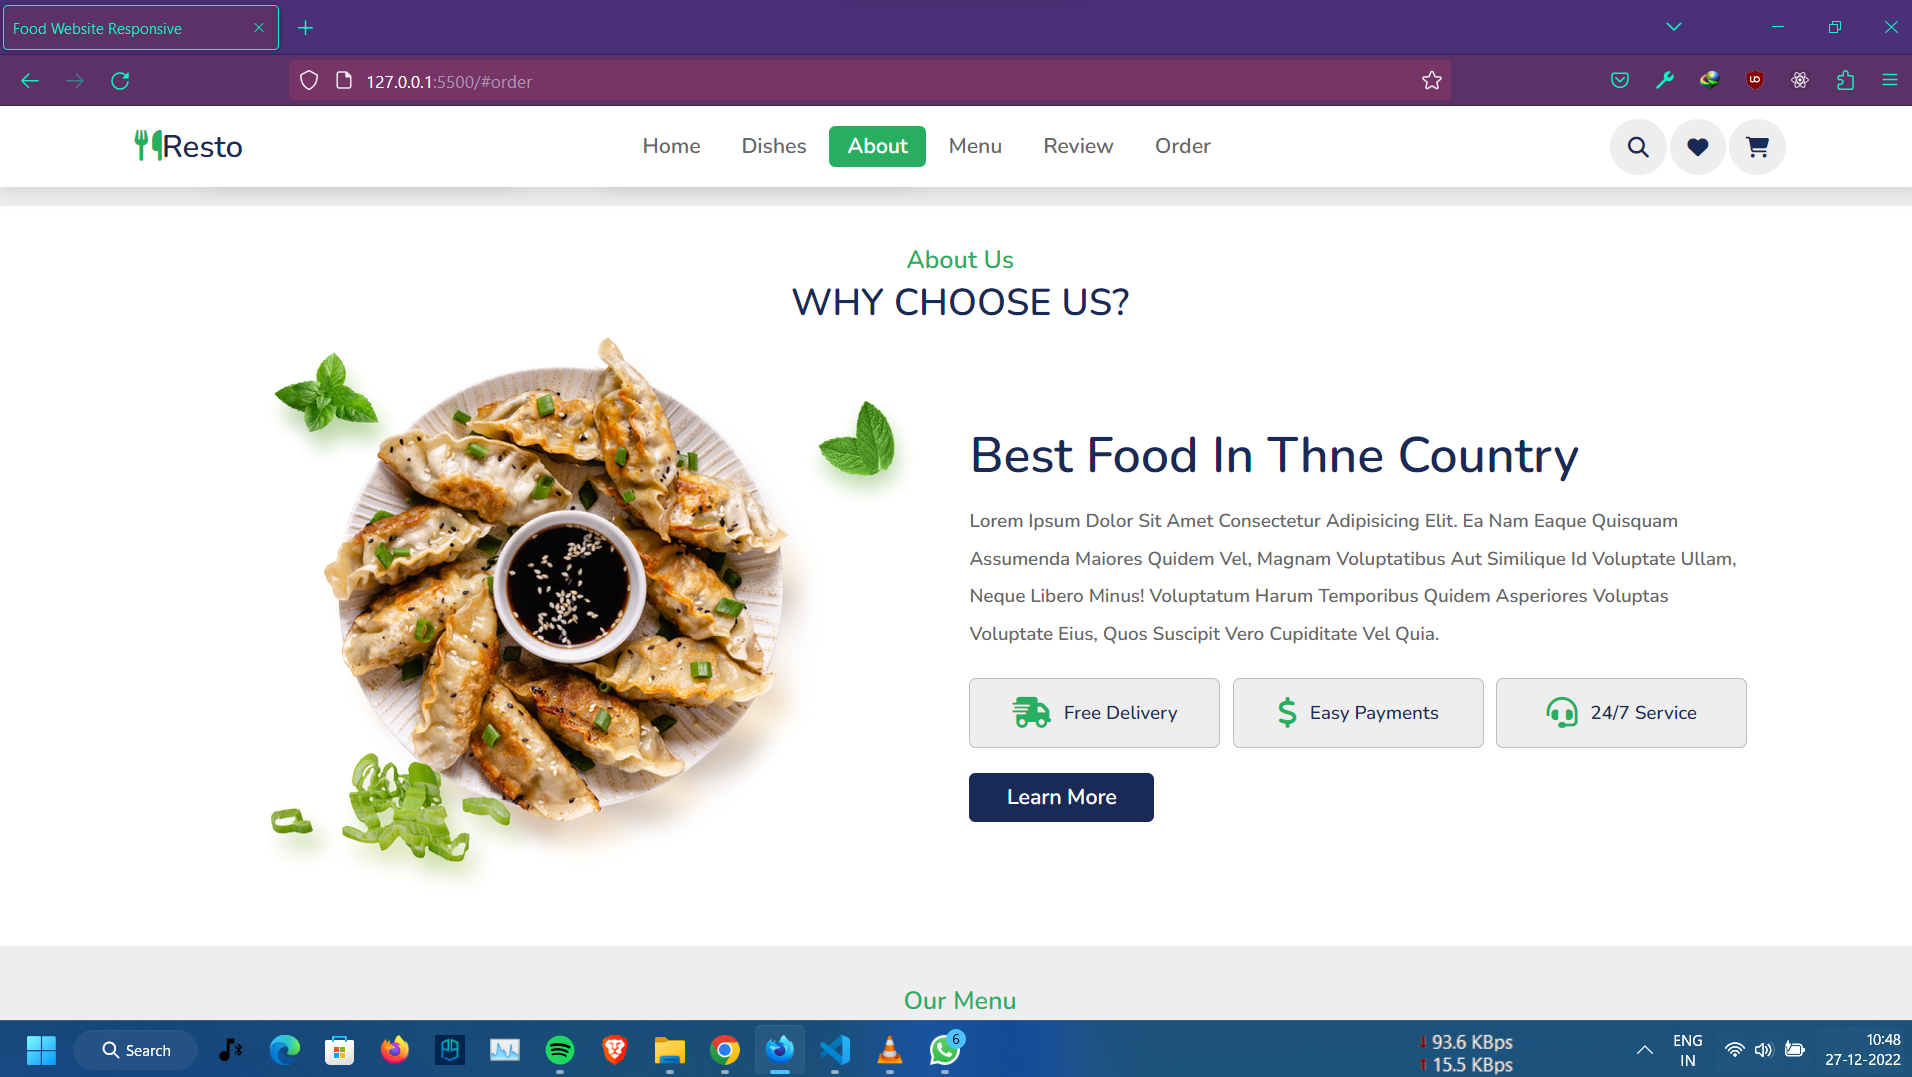 Food Website Responsive
127.0.0.1:5500/#order
Resto
Home Dishes About Menu Review Order
About Us
WHY CHOOSE US?
Best Food In Thne Country
Lorem Ipsum Dolor Sit Amet Consectetur Adipisicing Elit. Ea Nam Eaque Quisquam
Assumenda Maiores Quidem Vel, Magnam Voluptatibus Aut Similique Id Voluptate Ullam,
Neque Libero Minus! Voluptatum Harum Temporibus Quidem Asperiores Voluptas
Voluptate Eius, Quos Suscipit Vero Cupiditate Vel Quia.
Free Delivery
Easy Payments
24/7 Service
Learn More
Our Menu
Search
6
93.6 KBps
15.5 KBps
ENG
IN
10:48
27-12-2022